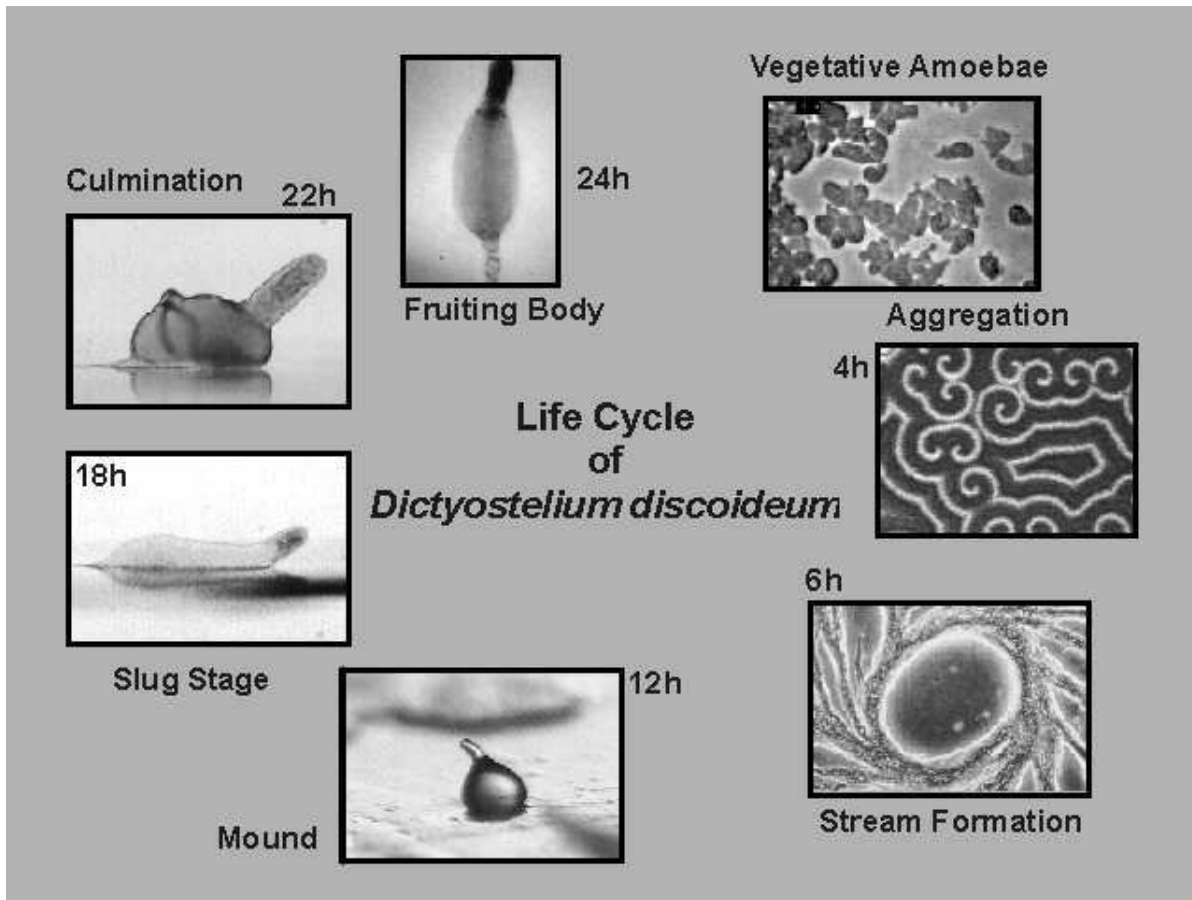 Vegetative Amoebae
Culmination
22h
24h
Fruiting Body
Aggregation
4h
Life Cycle
of
Dictyostelium discoideum
18h
6h
Slug Stage
12h
Mound
Stream Formation